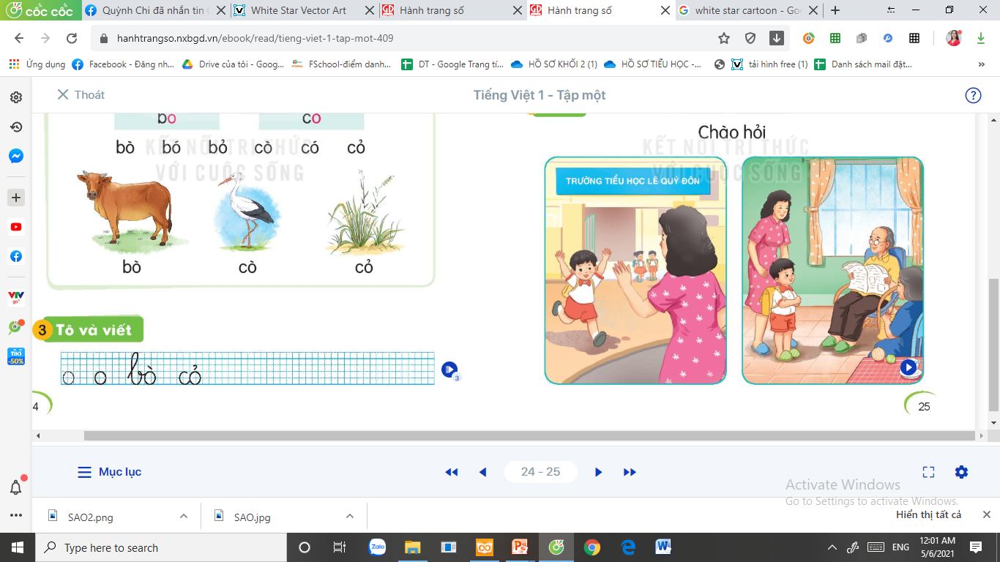 cốc cốc
Quỳnh Chi đã nhắn tin
White Star Vector Art
Hành trang số
Hành trang số
white star cartoon - Goo
hanhtrangso.nxbgd.vn/ebook/read/tieng-viet-1-tap-mot-409
Ứng dụng
Facebook - Đăng nh...
Drive của tôi - Goog...
FSchool-điểm danh...
DT - Google Trang tí...
HỒ SƠ KHỐI 2 (1)
HỒ SƠ TIỂU HỌC -...
tải hình free (1)
Danh sách mail đặt...
»
Thoát
Tiếng Việt 1 - Tập một
?
bo
co
bò bó bỏ cò có cỏ
KẾT NỐI TRI THỨC
VỚI CUỘC SỐNG
bò
cò
cỏ
3 Tô và viết
o o bò cỏ
3
4
Chào hỏi
KẾT NỐI TRI THỨC
VỚI CUỘC SỐNG
TRƯỜNG TIỂU HỌC LÊ QUÝ ĐÔN
25
VTV
go
TIKI
-50%
Mục lục
24 - 25
Activate Windows
Go to Settings to activate Windows.
SAO2.png
SAO.jpg
Hiển thị tất cả
Type here to search
Zalo
ENG
12:01 AM
5/6/2021